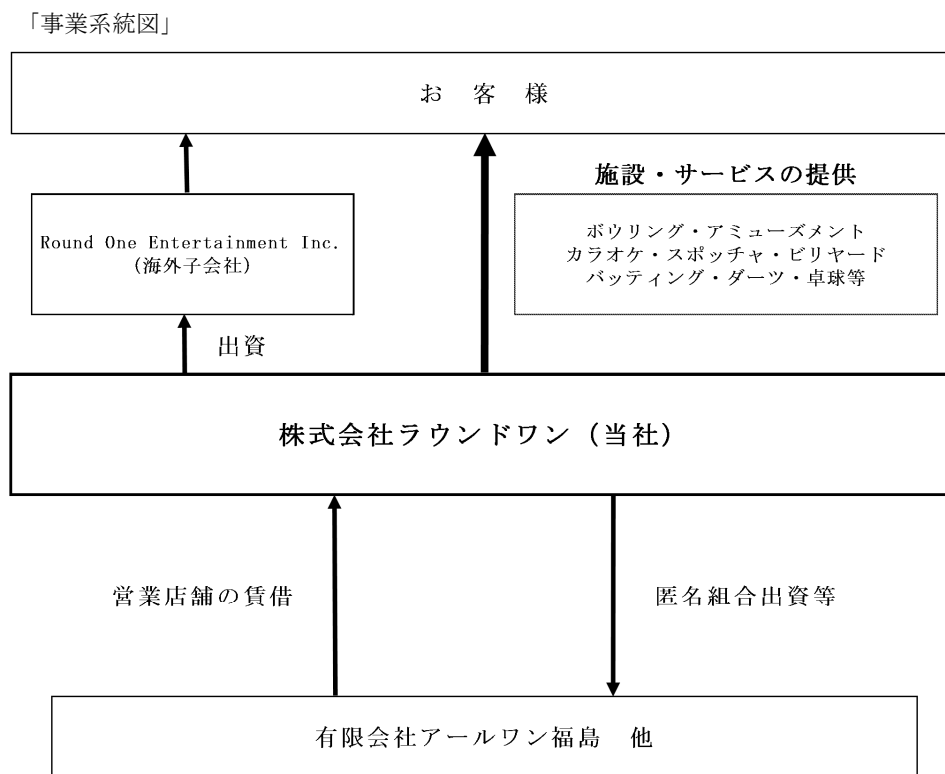 「事業系統図」
お　客　様
施設・サービスの提供
Round One Entertainment Inc.
(海外子会社)
ボウリング・アミューズメント
カラオケ・スポッチャ・ビリヤード
バッティング・ダーツ・卓球等
出資
株式会社ラウンドワン（当社）
営業店舗の賃借
匿名組合出資等
有限会社アールワン福島　他